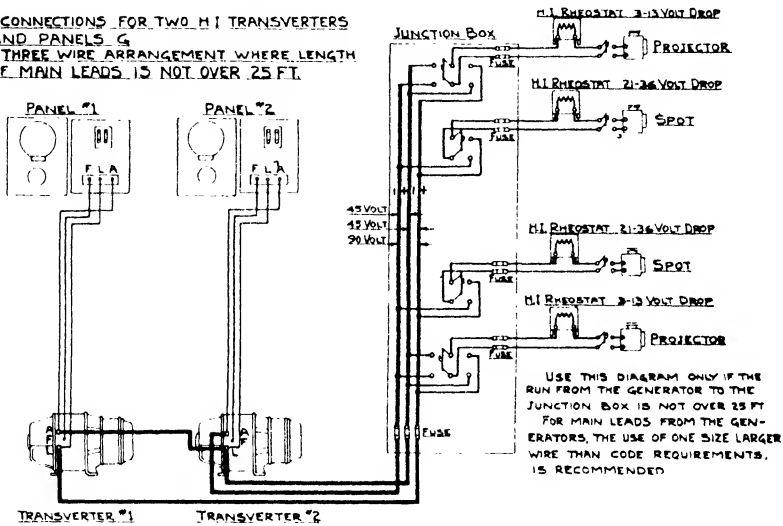 CONNECTIONS FOR TWO H I TRANSVERTERS
ND PANELS G
THREE WIRE ARRANGEMENT WHERE LENGTH
F MAIN LEADS IS NOT OVER 25 FT.
JUNCTION BOX
H.I. RHEOSTAT 3-13 VOLT DROP
FUSE
PROJECTOR
H.I. RHEOSTAT 21-36 VOLT DROP
FUSE
SPOT
PANEL #1
PANEL #2
F L A
F L A
45 VOLT
45 VOLT
90 VOLT
H.I. RHEOSTAT 21-36 VOLT DROP
FUSE
SPOT
H.I RHEOSTAT 3-13 VOLT DROP
FUSE
PROJECTOR
USE THIS DIAGRAM ONLY IF THE
RUN FROM THE GENERATOR TO THE
JUNCTION BOX IS NOT OVER 25 FT
FOR MAIN LEADS FROM THE GEN-
ERATORS, THE USE OF ONE SIZE LARGER
WIRE THAN CODE REQUIREMENTS,
IS RECOMMENDED
FUSE
A
F
L
A
F
L
TRANSVERTER #1
TRANSVERTER #2